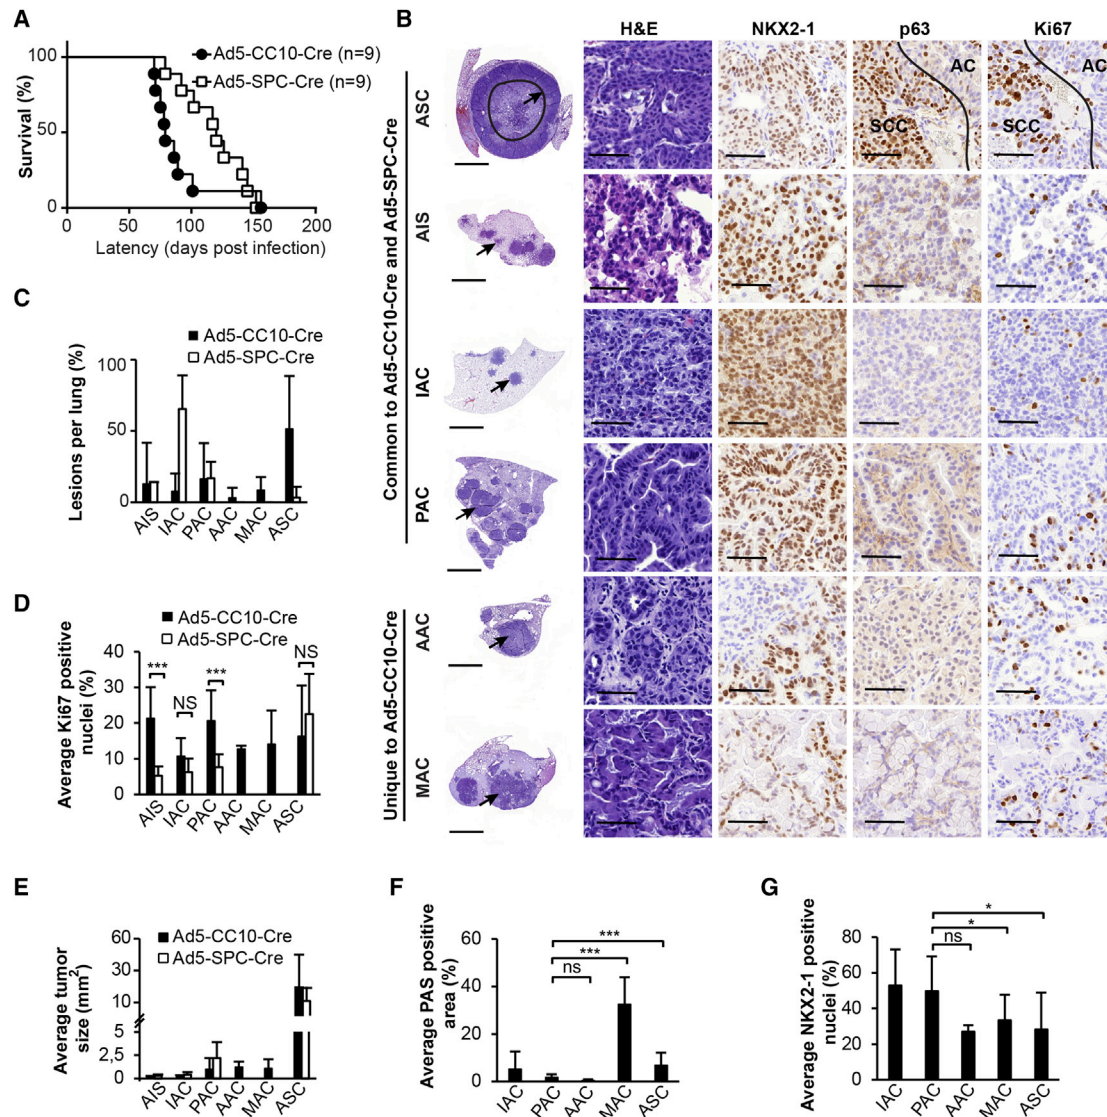 A
Survival (%)
100
50
0
0
50
100
150
200
Latency (days post infection)
Ad5-CC10-Cre (n=9)
Ad5-SPC-Cre (n=9)
B
H&E
NKX2-1
p63
Ki67
Common to Ad5-CC10-Cre and Ad5-SPC-Cre
ASC
AC
SCC
AC
SCC
AIS
IAC
PAC
Unique to Ad5-CC10-Cre
AAC
MAC
C
Ad5-CC10-Cre
Ad5-SPC-Cre
Lesions per lung (%)
100
50
0
AIS
IAC
PAC
AAC
MAC
ASC
D
Ad5-CC10-Cre
Ad5-SPC-Cre
Average Ki67 positive
nuclei (%)
40
30
20
10
0
***
NS
***
NS
AIS
IAC
PAC
AAC
MAC
ASC
E
Ad5-CC10-Cre
Ad5-SPC-Cre
Average tumor
size (mm²)
60
30
10
5
2.5
0
AIS
IAC
PAC
AAC
MAC
ASC
F
Average PAS positive
area (%)
60
40
20
0
***
***
ns
IAC
PAC
AAC
MAC
ASC
G
Average NKX2-1 positive
nuclei (%)
80
60
40
20
0
*
*
ns
IAC
PAC
AAC
MAC
ASC